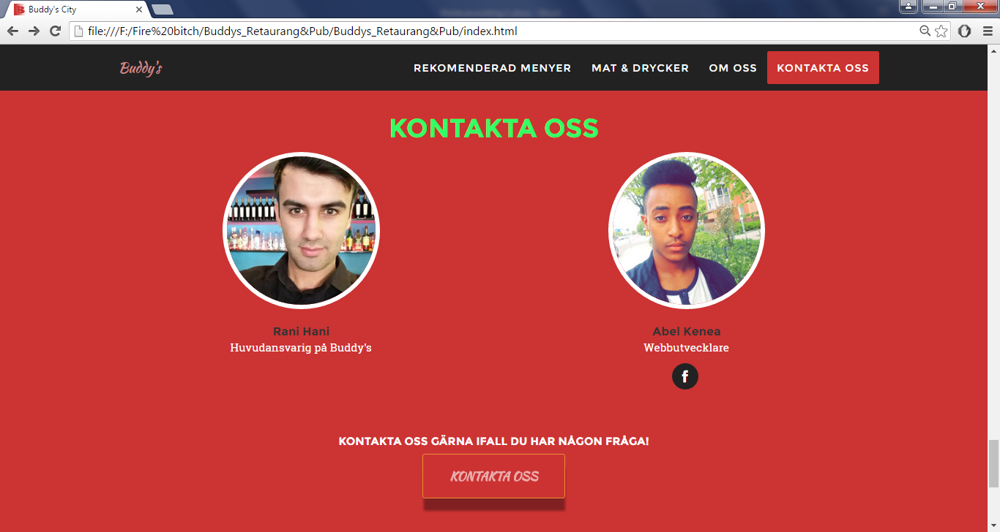 Buddy's City
file:///F:/Fire%20bitch/Buddys_Retaurang&Pub/Buddys_Retaurang&Pub/index.html
Buddy's REKOMENDERAD MENYER MAT & DRYCKER OM OSS KONTAKTA OSS
KONTAKTA OSS
Rani Hani
Huvudansvarig på Buddy's
Abel Kenea
Webbutvecklare
f
KONTAKTA OSS GÄRNA IFALL DU HAR NÅGON FRÅGA!
KONTAKTA OSS